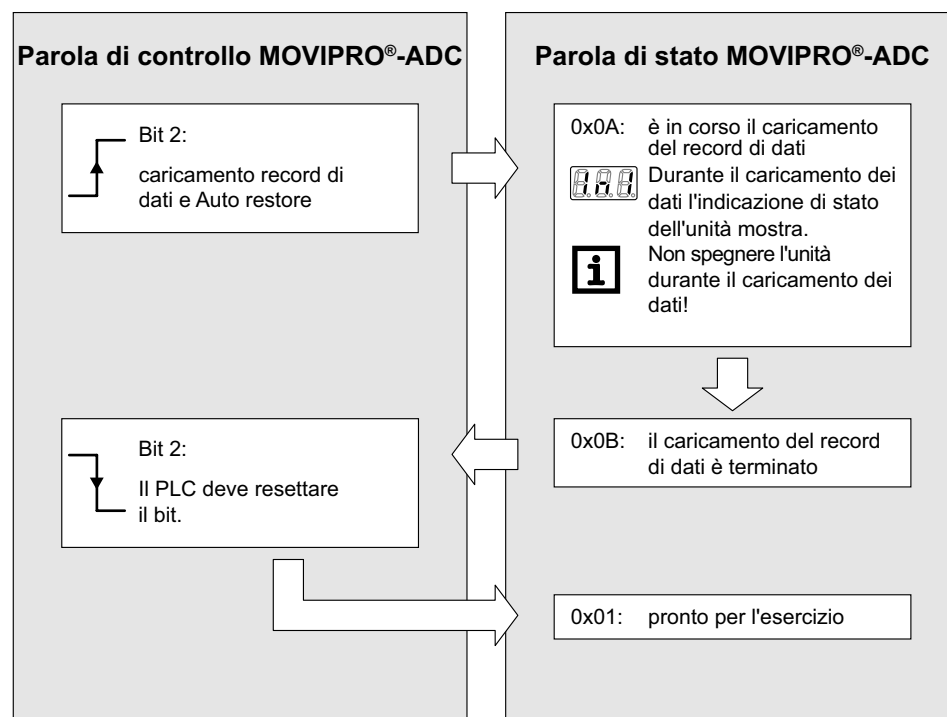 Parola di controllo MOVIPRO®-ADC
Bit 2:
caricamento record di
dati e Auto restore
Bit 2:
Il PLC deve resettare
il bit.
Parola di stato MOVIPRO®-ADC
0x0A: è in corso il caricamento
del record di dati
Durante il caricamento dei
dati l'indicazione di stato
dell'unità mostra.
Non spegnere l'unità
durante il caricamento dei
dati!
0x0B: il caricamento del record
di dati è terminato
0x01: pronto per l'esercizio